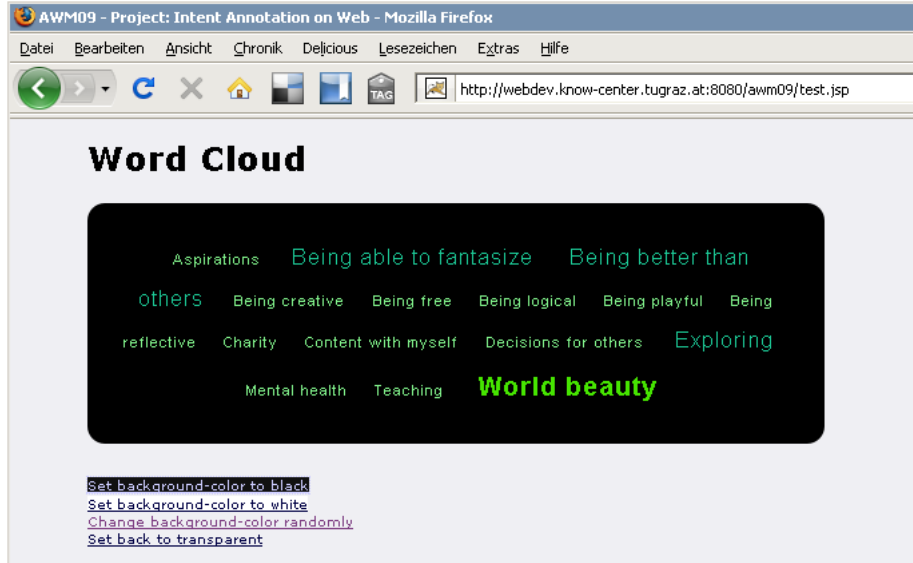 AWM09 - Project: Intent Annotation on Web - Mozilla Firefox
Datei Bearbeiten Ansicht Chronik Delicious Lesezeichen Extras Hilfe
TAG http://webdev.know-center.tugraz.at:8080/awm09/test.jsp
Word Cloud
Aspirations Being able to fantasize Being better than
others Being creative Being free Being logical Being playful Being
reflective Charity Content with myself Decisions for others Exploring
Mental health Teaching World beauty
Set background-color to black
Set background-color to white
Change background-color randomly
Set back to transparent